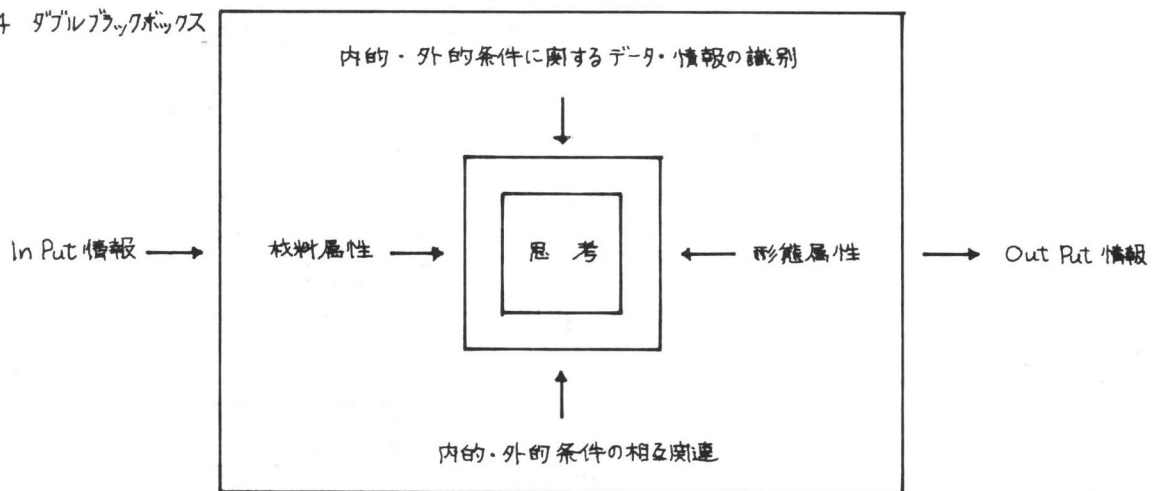 4 ダブルブラックボックス
内的・外的条件に関するデータ・情報の識別
In Put 情報 → 材料属性 → 思 考 ← 形態属性 → Out Put 情報
内的・外的条件の相互関連